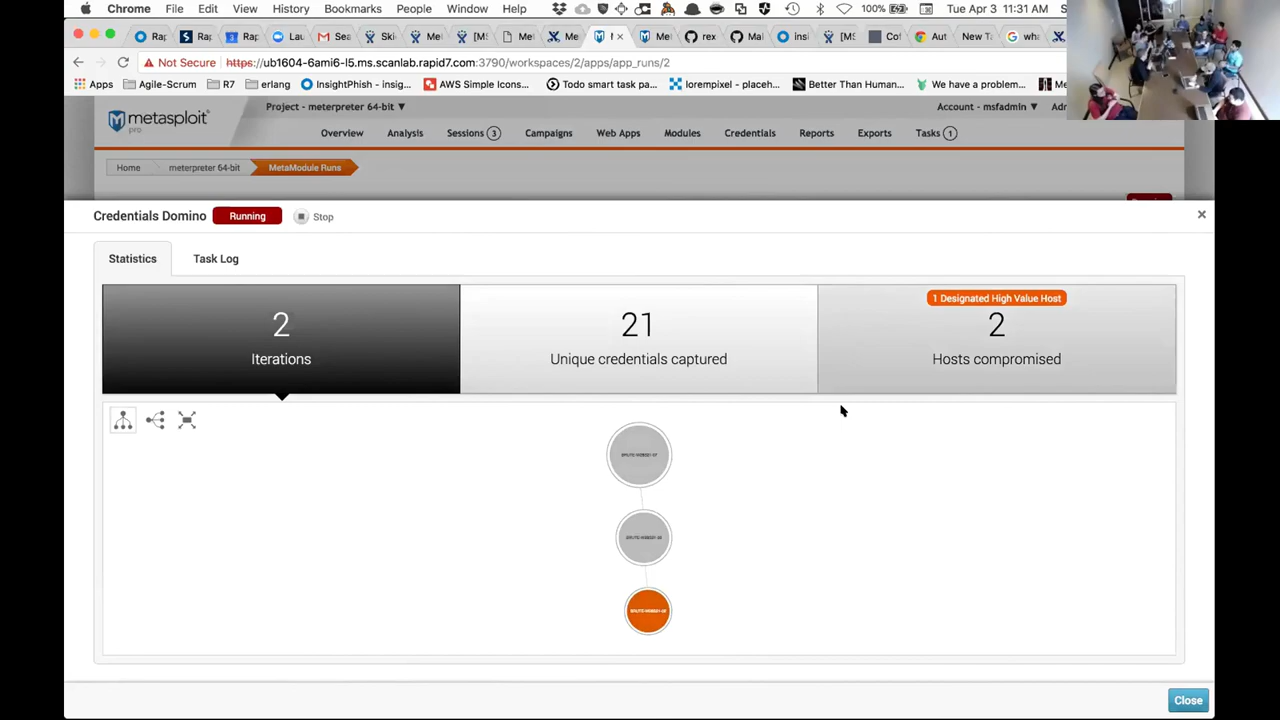 Chrome File Edit View History Bookmarks People Window Help 100% Tue Apr 3 11:31 AM
Not Secure https://ub1604-6ami6-l5.ms.scanlab.rapid7.com:3790/workspaces/2/apps/app_runs/2
Apps Agile-Scrum R7 erlang InsightPhish - insig... AWS Simple Icons... Todo smart task pa... lorempixel - placeh... Better Than Human... We have a problem...
Project - meterpreter 64-bit ▼ Account - msfadmin ▼
metasploit
pro
Overview Analysis Sessions 3 Campaigns Web Apps Modules Credentials Reports Exports Tasks 1
Home meterpreter 64-bit MetaModule Runs
Credentials Domino Running Stop ×
Statistics Task Log
1 Designated High Value Host
2 21 2
Iterations Unique credentials captured Hosts compromised
Close